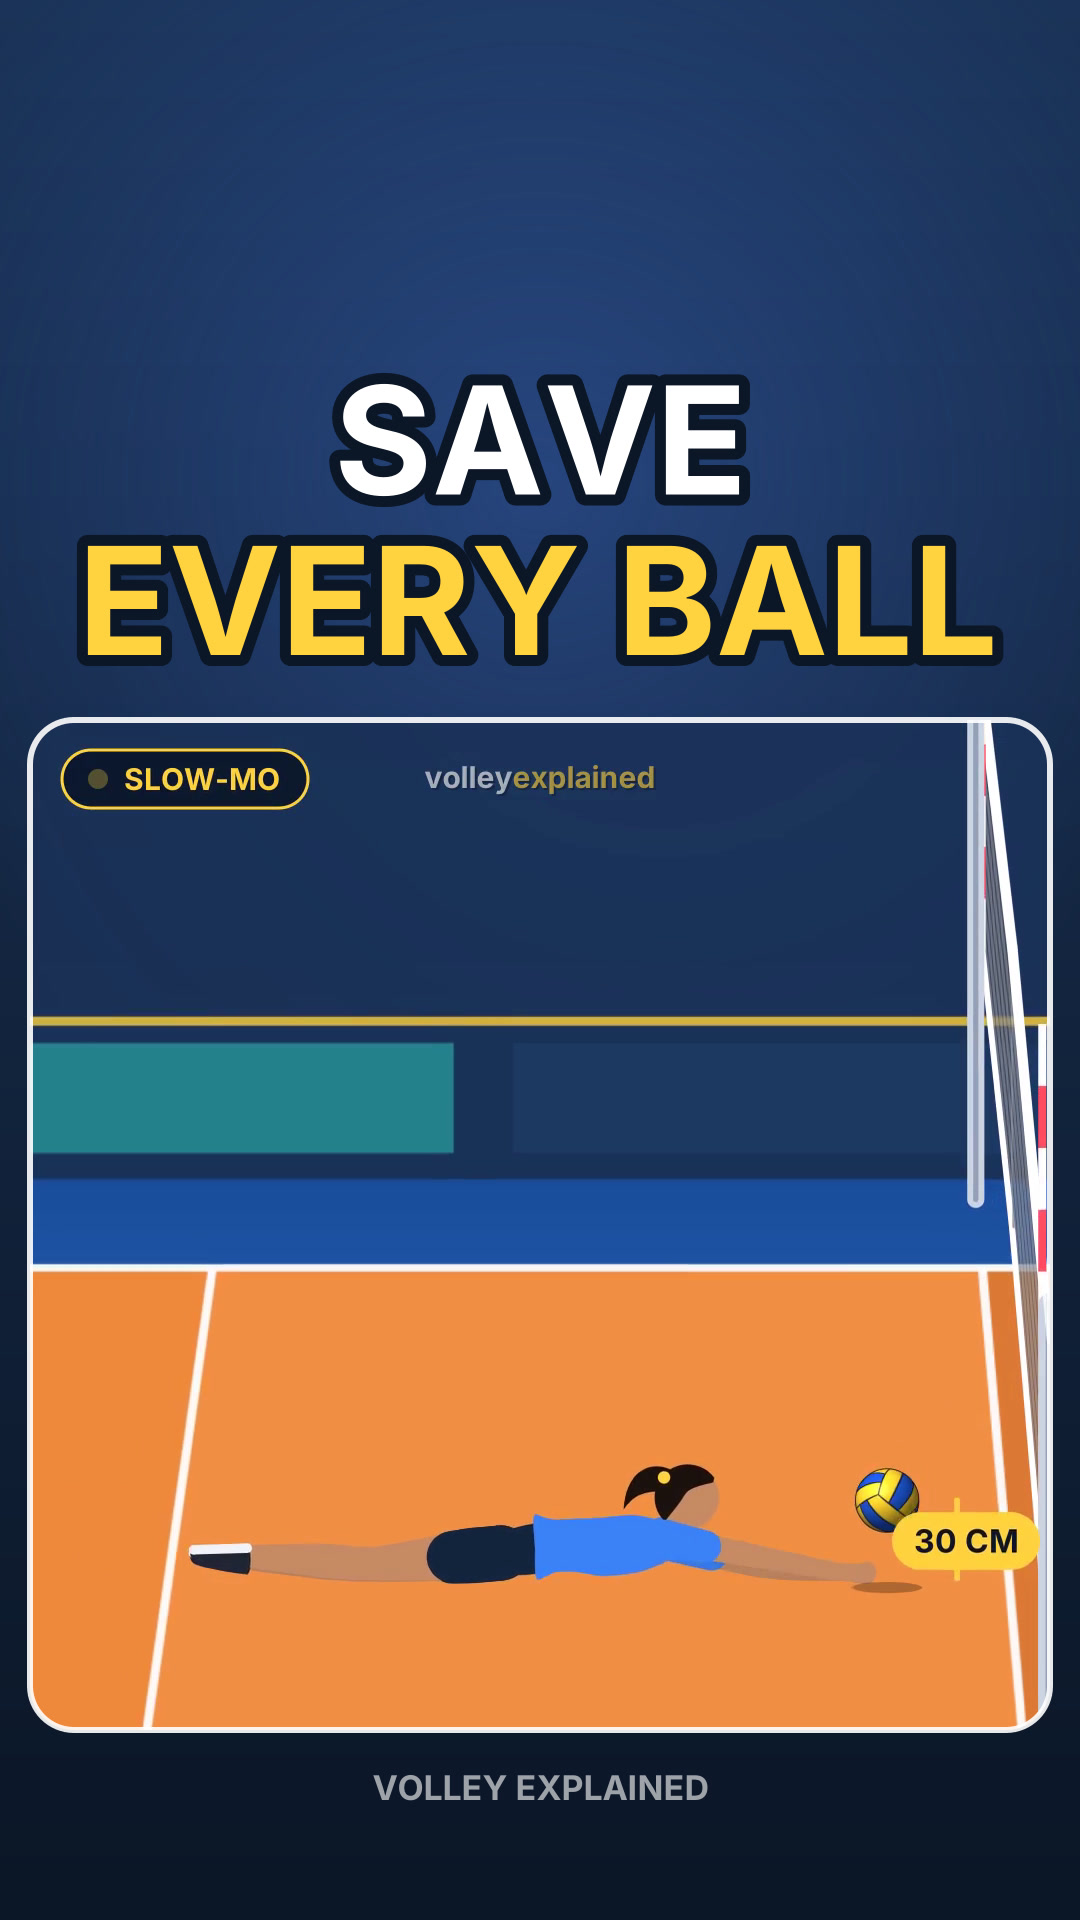 SAVE
EVERY BALL
SLOW-MO
volleyexplained
30 CM
VOLLEY EXPLAINED